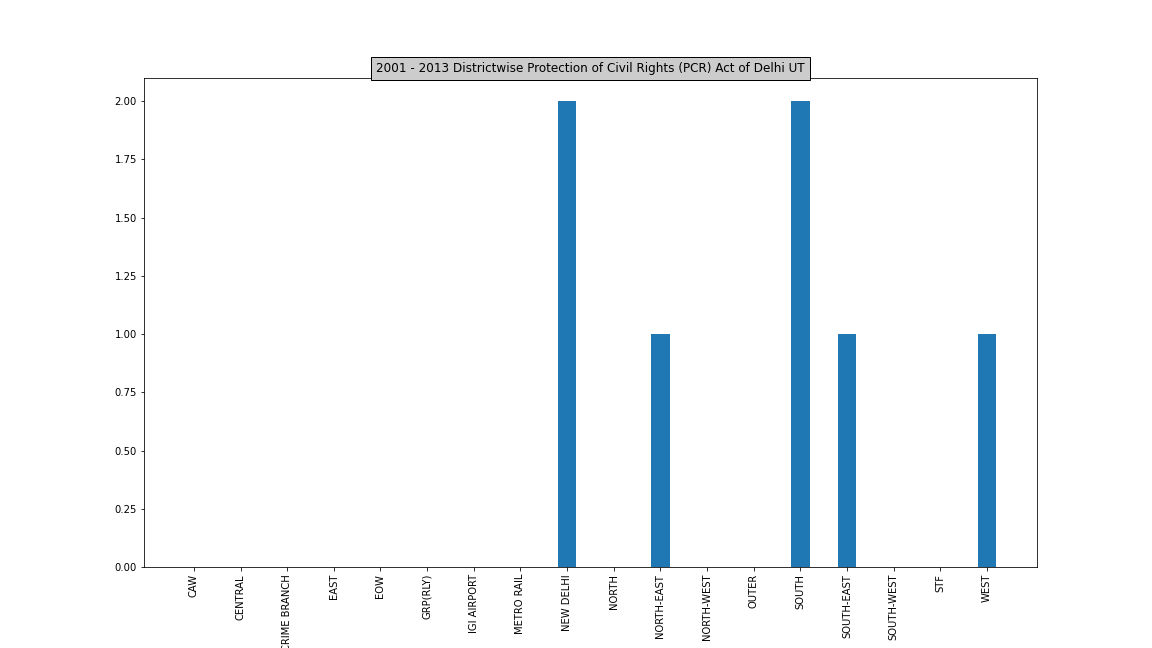 2001 - 2013 Districtwise Protection of Civil Rights (PCR) Act of Delhi UT
2.00
1.75
1.50
1.25
1.00
0.75
0.50
0.25
0.00
CAW
CENTRAL
CRIME BRANCH
EAST
EOW
GRP(RLY)
IGI AIRPORT
METRO RAIL
NEW DELHI
NORTH
NORTH-EAST
NORTH-WEST
OUTER
SOUTH
SOUTH-EAST
SOUTH-WEST
STF
WEST